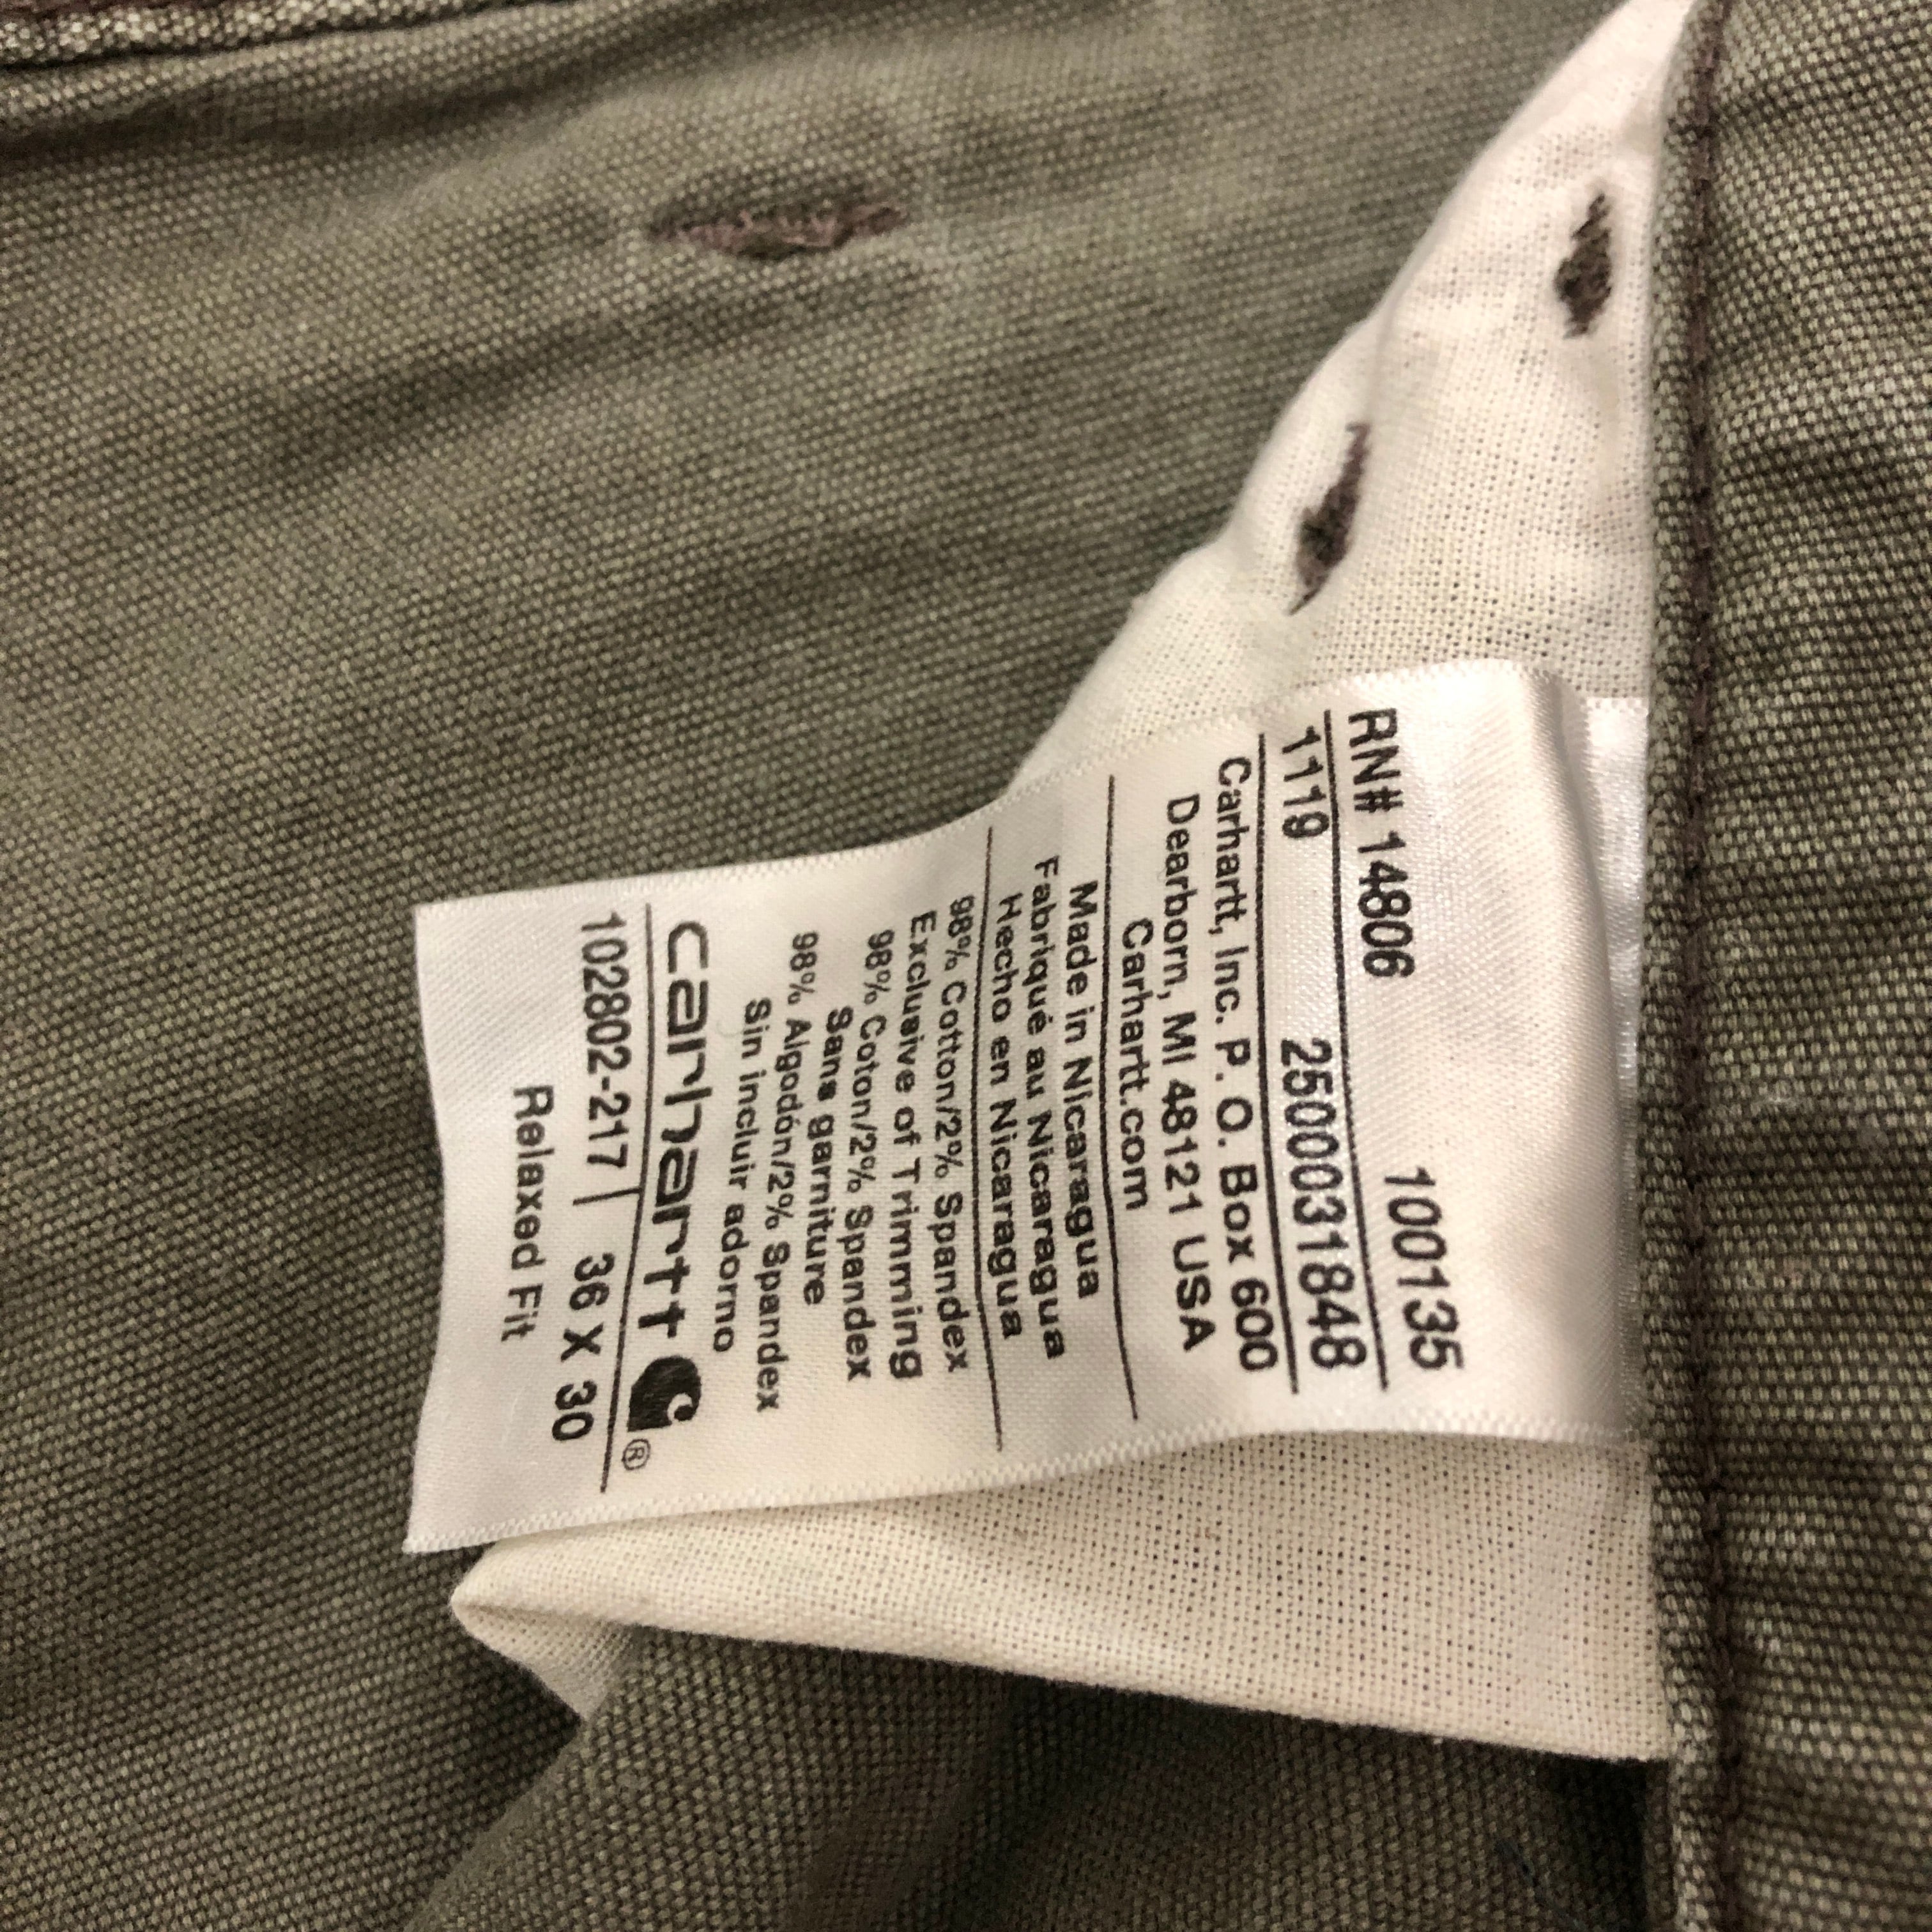 RN# 14806 100135
1119 2500031848
Carhartt, Inc. P. O. Box 600
Dearborn, MI 48121 USA
Carhartt.com
Made in Nicaragua
Fabriqué au Nicaragua
Hecho en Nicaragua
98% Cotton/2% Spandex
Exclusive of Trimming
98% Coton/2% Spandex
Sans garniture
98% Algodón/2% Spandex
Sin incluir adorno
carhartt ®
102802-217 | 36 X 30
Relaxed Fit